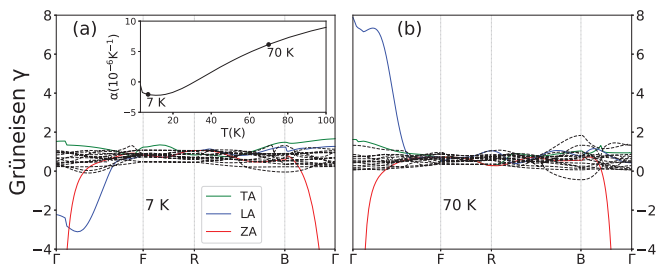 Grüneisen γ
(a)
8
6
4
2
0
−2
−4
Γ
F
R
B
Γ
7 K
TA
LA
ZA
α(10⁻⁶K−1)
10
5
0
−5
20
40
60
80
100
T(K)
7 K
70 K
(b)
8
6
4
2
0
−2
−4
Γ
F
R
B
Γ
70 K